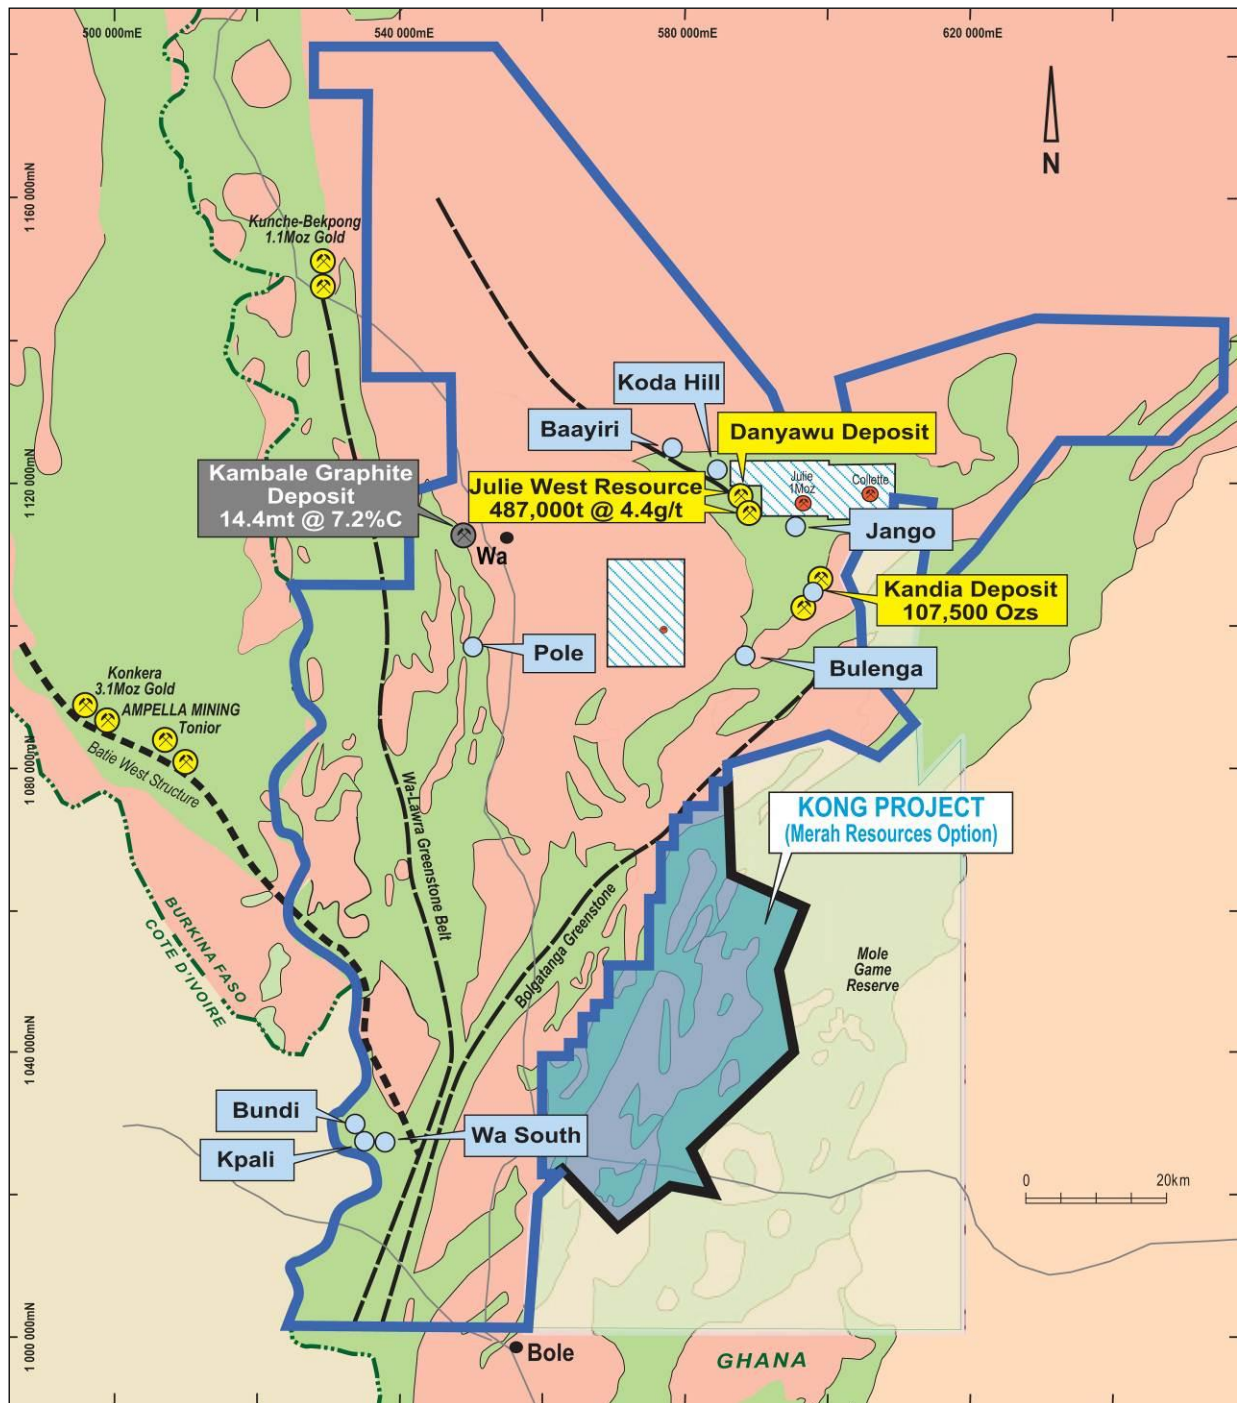 500 000mE
540 000mE
580 000mE
620 000mE
N
1 160 000mN
Kunche-Bekpong
1.1Moz Gold
Koda Hill
Baayiri
Danyawu Deposit
Kambale Graphite
Deposit
14.4mt @ 7.2%C
Julie West Resource
487,000t @ 4.4g/t
Julie
1Moz
Collette
1 120 000mN
Jango
Wa
Kandia Deposit
107,500 Ozs
Pole
Bulenga
Konkera
3.1Moz Gold
AMPELLA MINING
Tonior
Batie West Structure
1 080 000mN
Wa-Lawra Greenstone Belt
KONG PROJECT
(Merah Resources Option)
BURKINA FASO
COTE D'IVOIRE
Bolgatanga Greenstone
Mole
Game
Reserve
1 040 000mN
Bundi
Wa South
Kpali
0
20km
1 000 000mN
Bole
GHANA